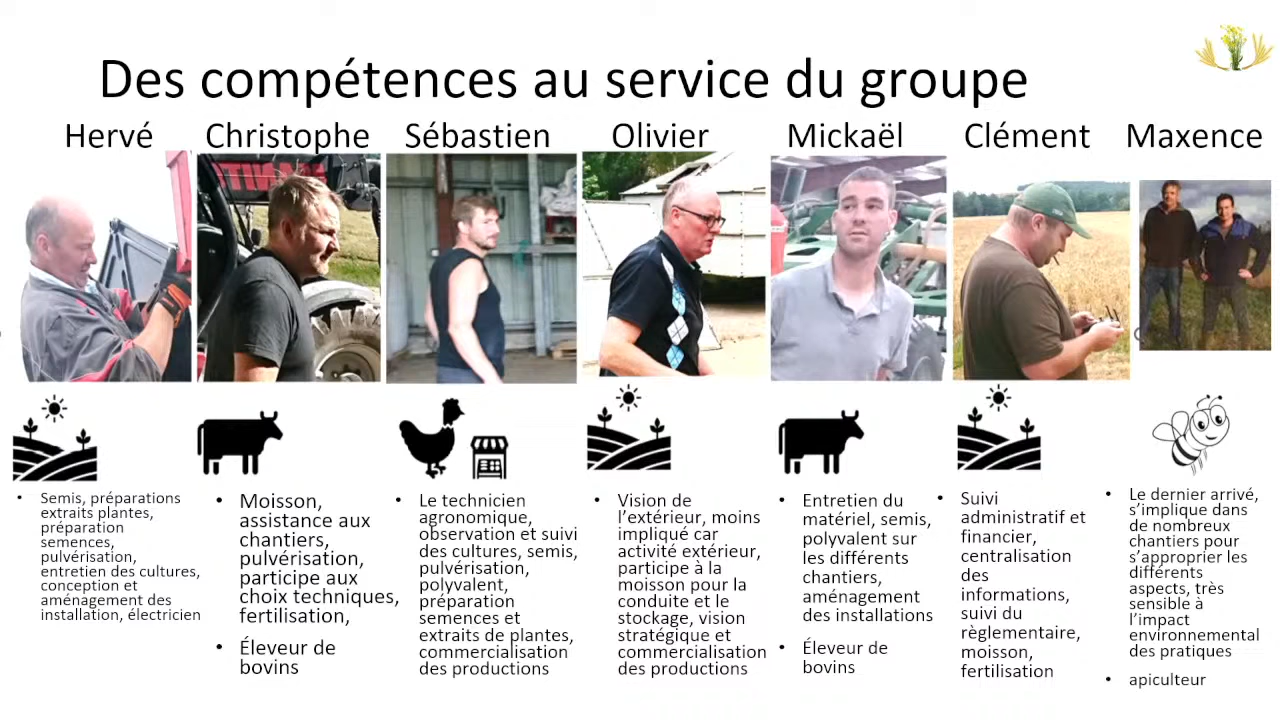 Des compétences au service du groupe
Hervé
Christophe
Sébastien
Olivier
Mickaël
Clément
Maxence
• Semis, préparations
extraits plantes,
préparation
semences,
pulvérisation,
entretien des cultures,
conception et
aménagement des
installation, électricien
• Moisson,
assistance aux
chantiers,
pulvérisation,
participe aux
choix techniques,
fertilisation,
• Éleveur de
bovins
• Le technicien
agronomique,
observation et suivi
des cultures, semis,
pulvérisation,
polyvalent,
préparation
semences et
extraits de plantes,
commercialisation
des productions
• Vision de
l'extérieur, moins
impliqué car
activité extérieur,
participe à la
moisson pour la
conduite et le
stockage, vision
stratégique et
commercialisation
des productions
• Entretien du
matériel, semis,
polyvalent sur
les différents
chantiers,
aménagement
des installations
• Éleveur de
bovins
• Suivi
administratif et
financier,
centralisation
des
informations,
suivi du
règlementaire,
moisson,
fertilisation
• Le dernier arrivé,
s'implique dans
de nombreux
chantiers pour
s'approprier les
différents
aspects, très
sensible à
l'impact
environnemental
des pratiques
• apiculteur